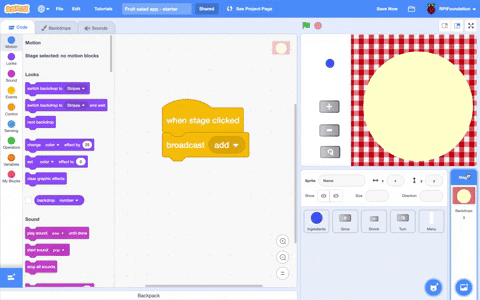 SCRATCH
File
Edit
Tutorials
Fruit salad app - starter
Shared
See Project Page
Save Now
RPiFoundation
Code
Backdrops
Sounds
Motion
Looks
Sound
Events
Control
Sensing
Operators
Variables
My Blocks
Motion
Stage selected: no motion blocks
Looks
switch backdrop to Stripes
switch backdrop to Stripes and wait
next backdrop
change color effect by 25
set color effect to 0
clear graphic effects
backdrop number
Sound
play sound pop until done
start sound pop
stop all sounds
when stage clicked
broadcast add
Backpack
Sprite
Name
x
y
Show
Size
Direction
Ingredients
Grow
Shrink
Turn
Menu
Stage
Backdrops